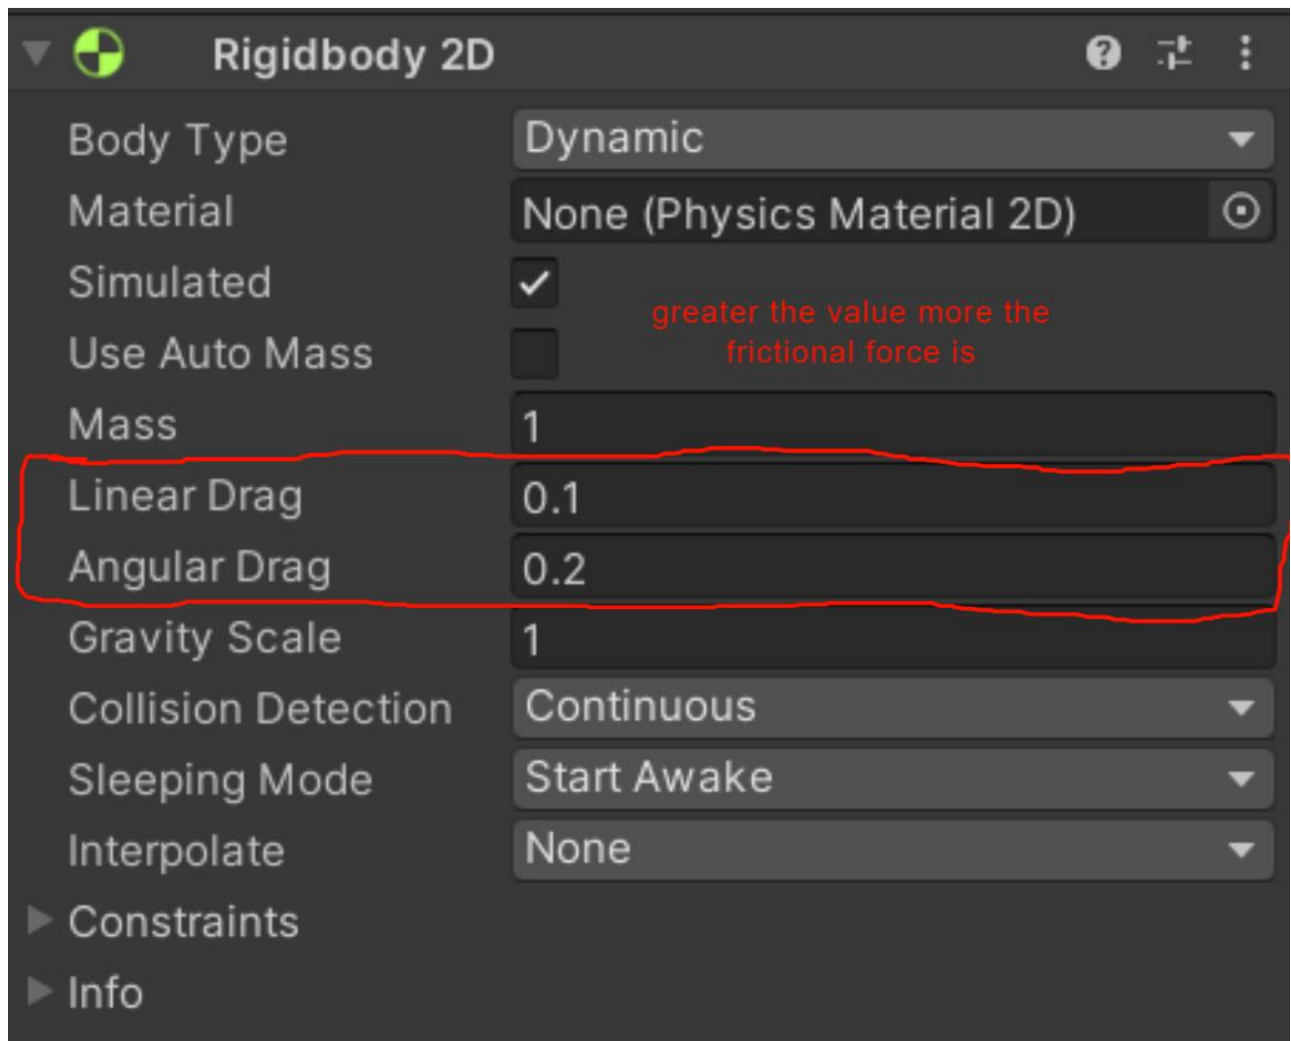 Rigidbody 2D
Body Type Dynamic
Material None (Physics Material 2D)
Simulated
greater the value more the
frictional force is
Use Auto Mass
Mass 1
Linear Drag 0.1
Angular Drag 0.2
Gravity Scale 1
Collision Detection Continuous
Sleeping Mode Start Awake
Interpolate None
Constraints
Info